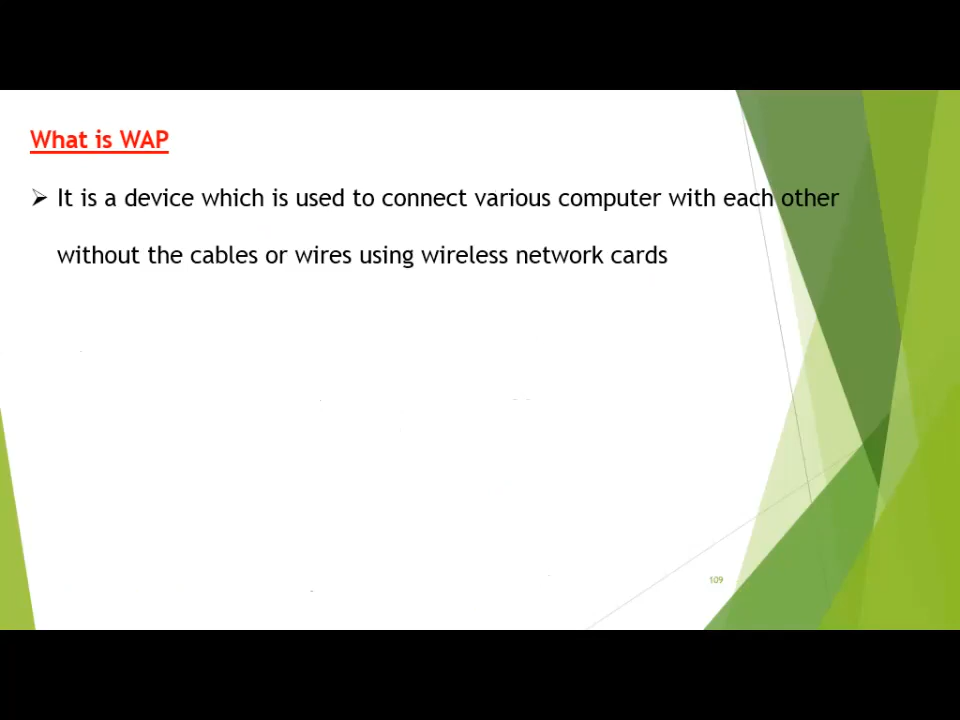 What is WAP
➢ It is a device which is used to connect various computer with each other
without the cables or wires using wireless network cards
109